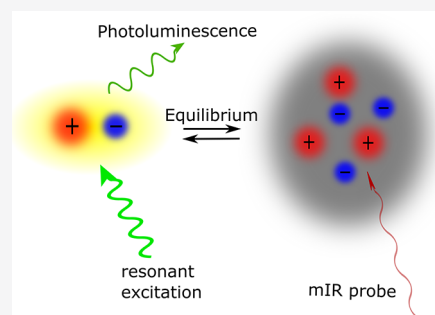 Photoluminescence
Equilibrium
+ −
+
−
−
+
+
−
resonant
excitation
mIR probe